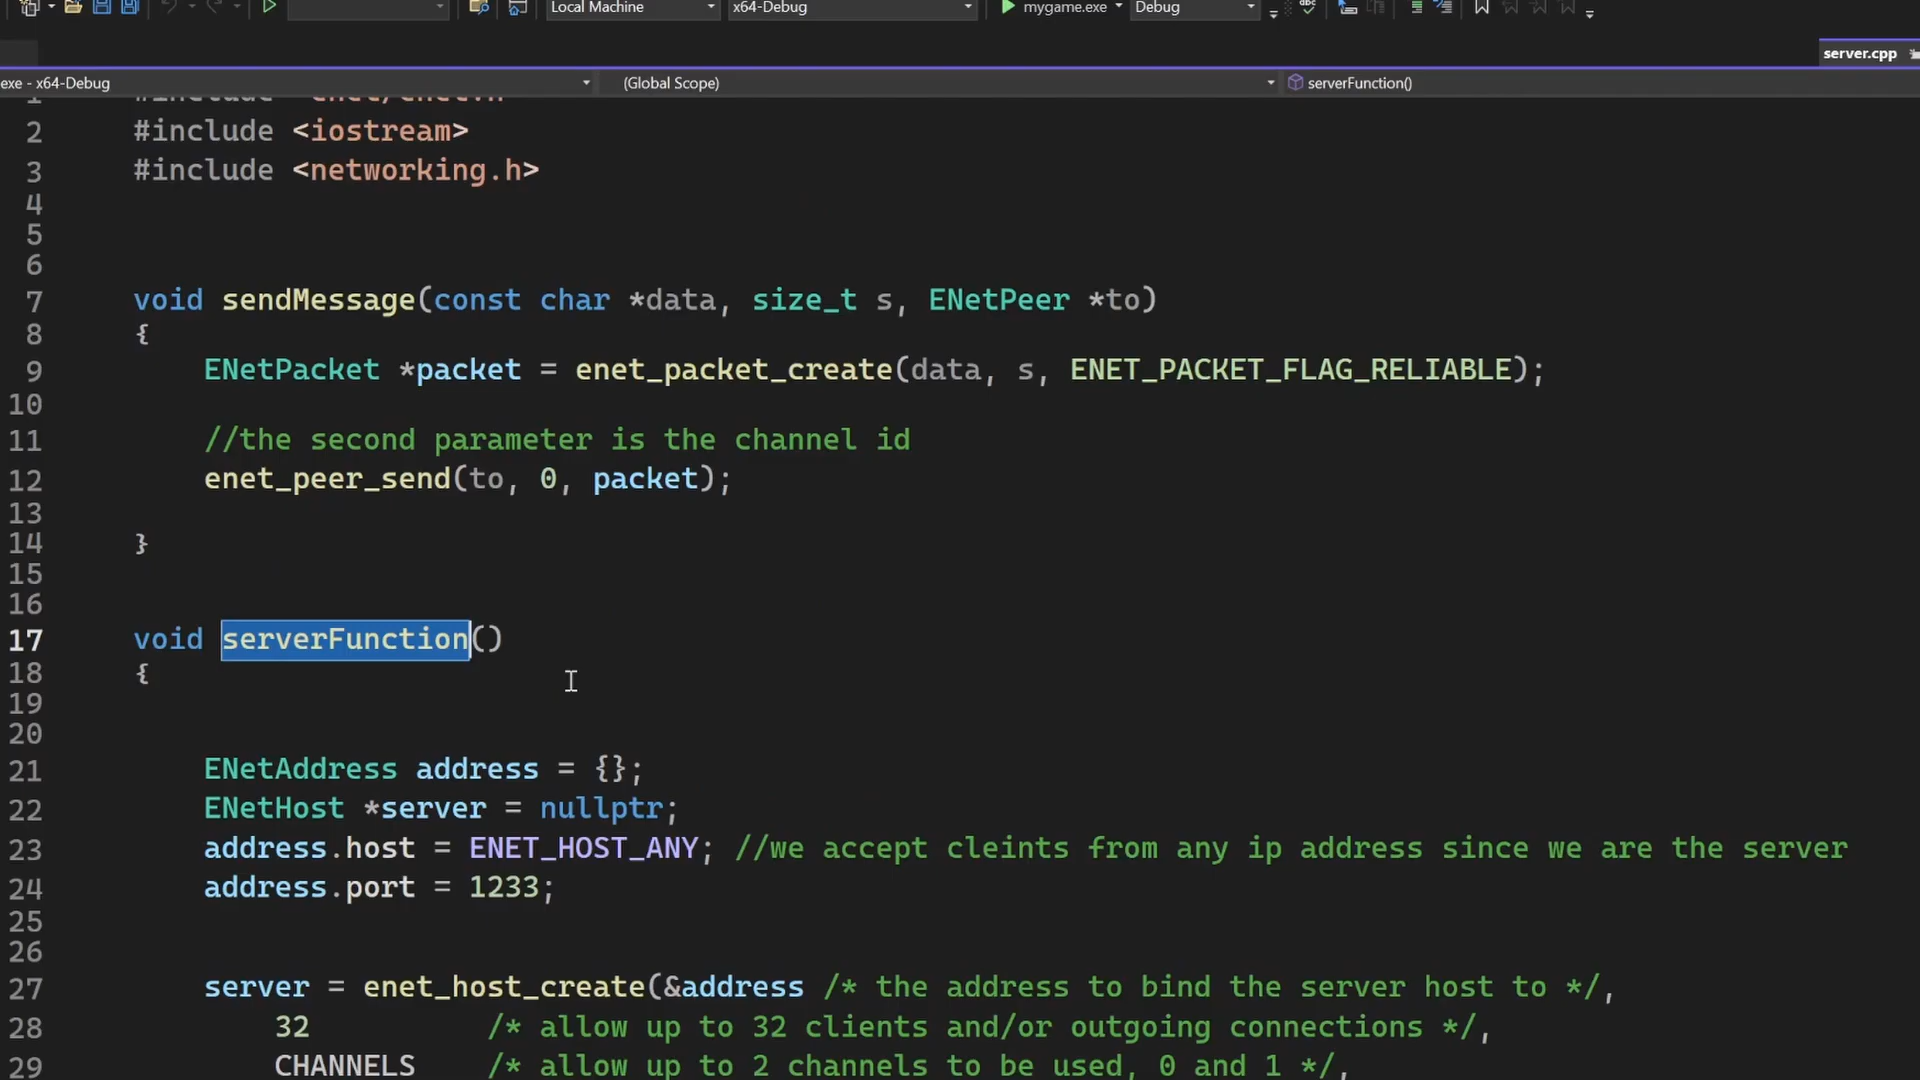 Local Machine x64-Debug mygame.exe Debug
server.cpp
exe - x64-Debug (Global Scope) serverFunction()
1 #include
2 #include <iostream>
3 #include <networking.h>
4
5
6
7 void sendMessage(const char *data, size_t s, ENetPeer *to)
8 {
9 ENetPacket *packet = enet_packet_create(data, s, ENET_PACKET_FLAG_RELIABLE);
10
11 //the second parameter is the channel id
12 enet_peer_send(to, 0, packet);
13
14 }
15
16
17 void serverFunction()
18 {
19
20
21 ENetAddress address = {};
22 ENetHost *server = nullptr;
23 address.host = ENET_HOST_ANY; //we accept cleints from any ip address since we are the server
24 address.port = 1233;
25
26
27 server = enet_host_create(&address /* the address to bind the server host to */,
28 32 /* allow up to 32 clients and/or outgoing connections */,
29 CHANNELS /* allow up to 2 channels to be used, 0 and 1 */,